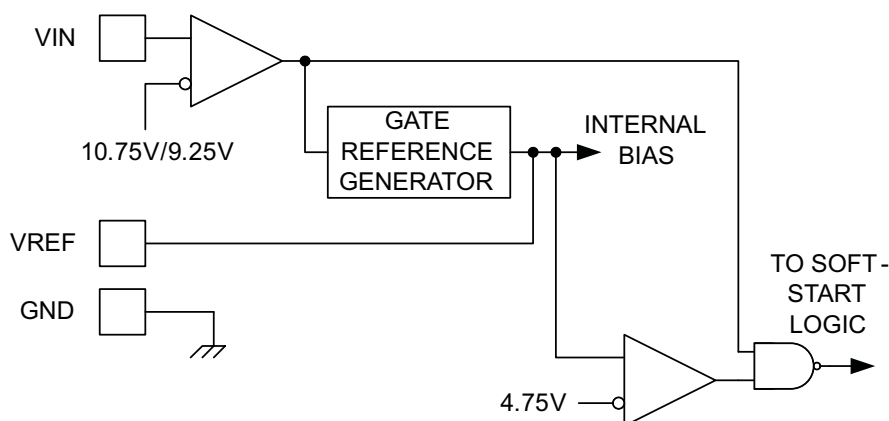 VIN
10.75V/9.25V
GATE
REFERENCE
GENERATOR
INTERNAL
BIAS
VREF
GND
TO SOFT-
START
LOGIC
4.75V